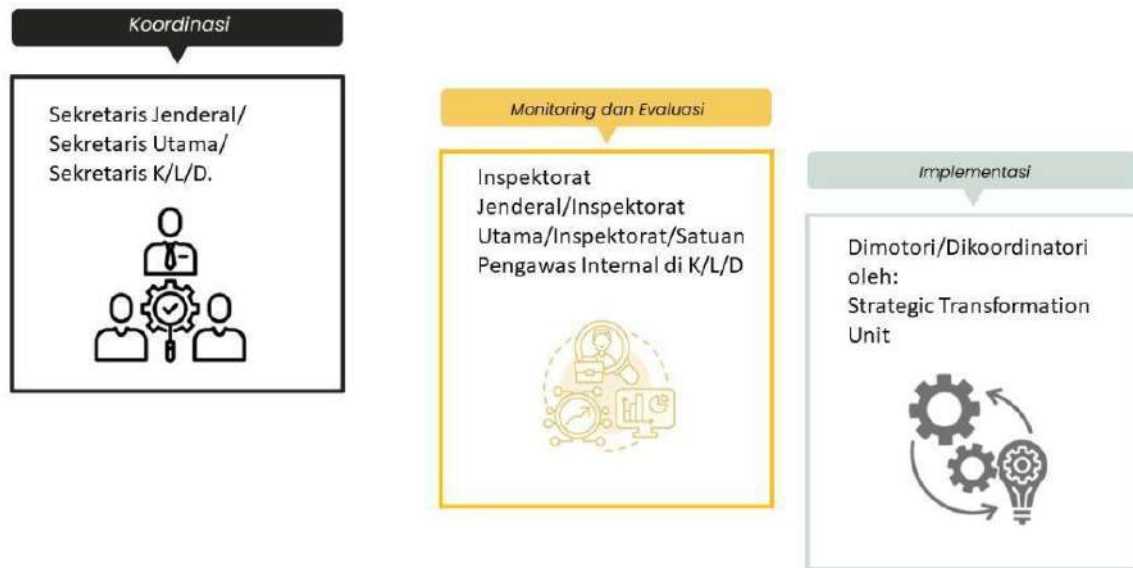 Koordinasi
Sekretaris Jenderal/
Sekretaris Utama/
Sekretaris K/L/D.
Monitoring dan Evaluasi
Inspektorat
Jenderal/Inspektorat
Utama/Inspektorat/Satuan
Pengawas Internal di K/L/D
Implementasi
Dimotori/Dikoordinatori
oleh:
Strategic Transformation
Unit